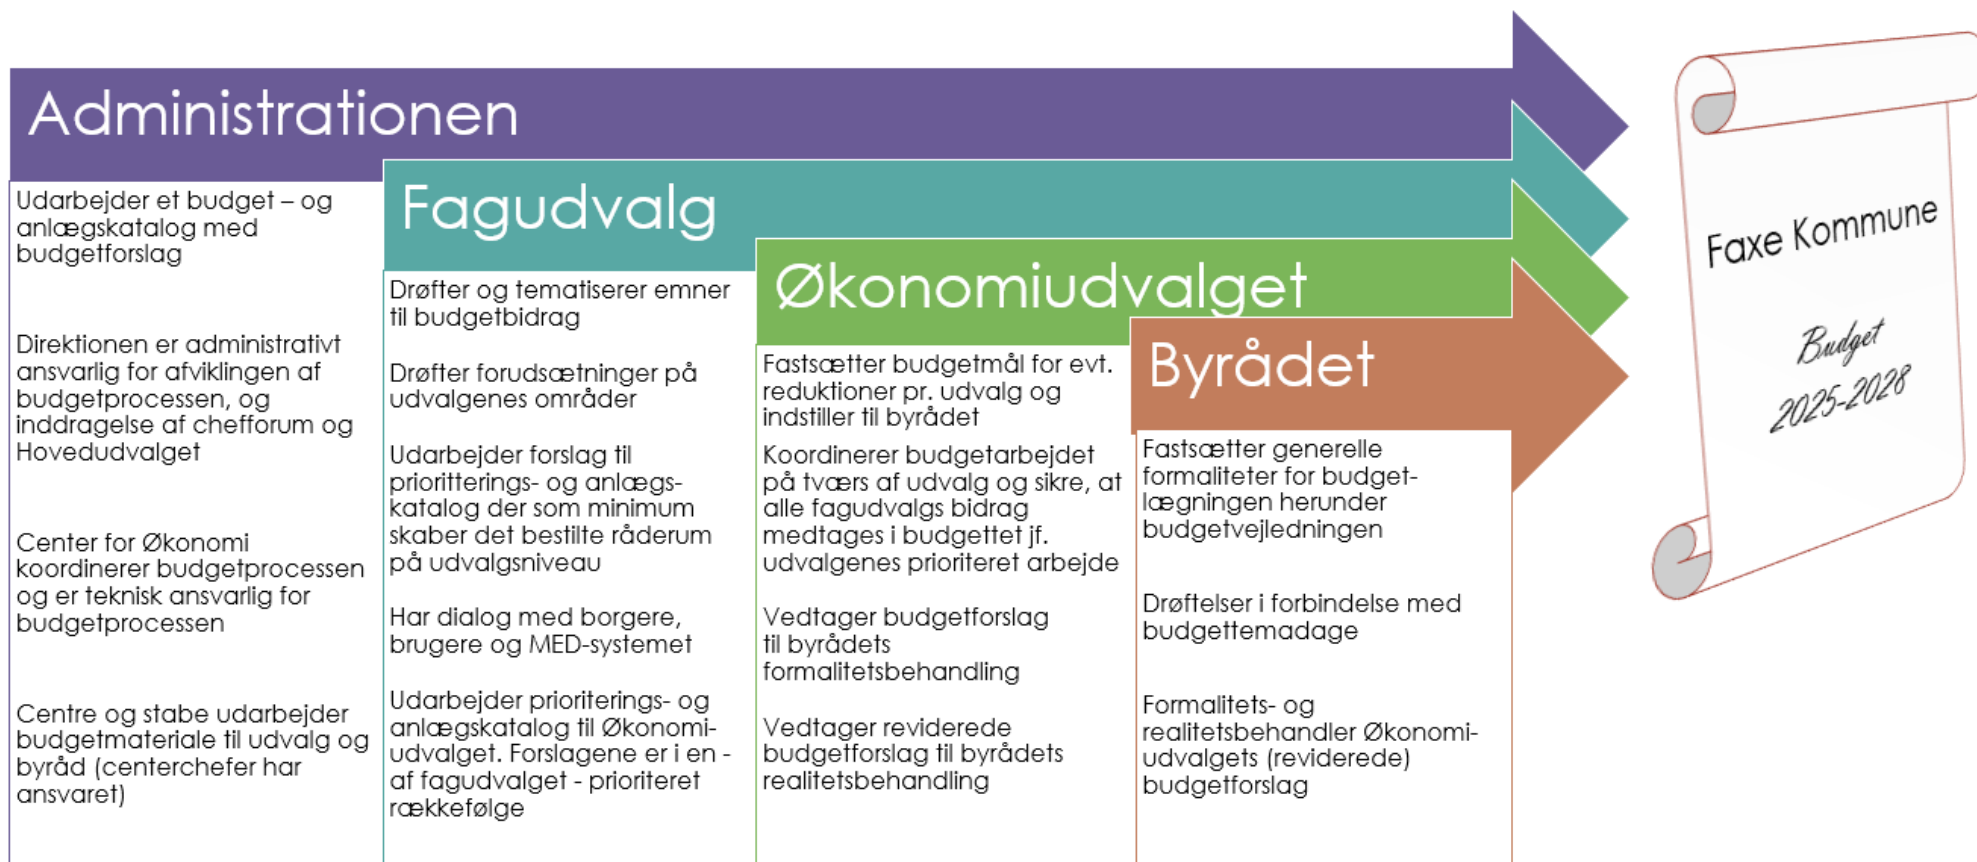 Administrationen
Udarbejder et budget – og
anlægskatalog med
budgetforslag
Direktionen er administrativt
ansvarlig for afviklingen af
budgetprocessen, og
inddragelse af chefforum og
Hovedudvalget
Center for Økonomi
koordinerer budgetprocessen
og er teknisk ansvarlig for
budgetprocessen
Centre og stabe udarbejder
budgetmateriale til udvalg og
byråd (centerchefer har
ansvaret)
Fagudvalg
Drøfter og tematiserer emner
til budgetbidrag
Drøfter forudsætninger på
udvalgenes områder
Udarbejder forslag til
prioritterings- og anlægs-
katalog der som minimum
skaber det bestilte råderum
på udvalgsniveau
Har dialog med borgere,
brugere og MED-systemet
Udarbejder prioriterings- og
anlægskatalog til Økonomi-
udvalget. Forslagene er i en -
af fagudvalget - prioriteret
rækkefølge
Økonomiudvalget
Fastsætter budgetmål for evt.
reduktioner pr. udvalg og
indstiller til byrådet
Koordinerer budgetarbejdet
på tværs af udvalg og sikre, at
alle fagudvalgs bidrag
medtages i budgettet jf.
udvalgenes prioriteret arbejde
Vedtager budgetforslag
til byrådets
formalitetsbehandling
Vedtager reviderede
budgetforslag til byrådets
realitetsbehandling
Byrådet
Fastsætter generelle
formaliteter for budget-
lægningen herunder
budgetvejledningen
Drøftelser i forbindelse med
budgettemadage
Formalitets- og
realitetsbehandler Økonomi-
udvalgets (reviderede)
budgetforslag
Faxe Kommune
Budget
2025-2028